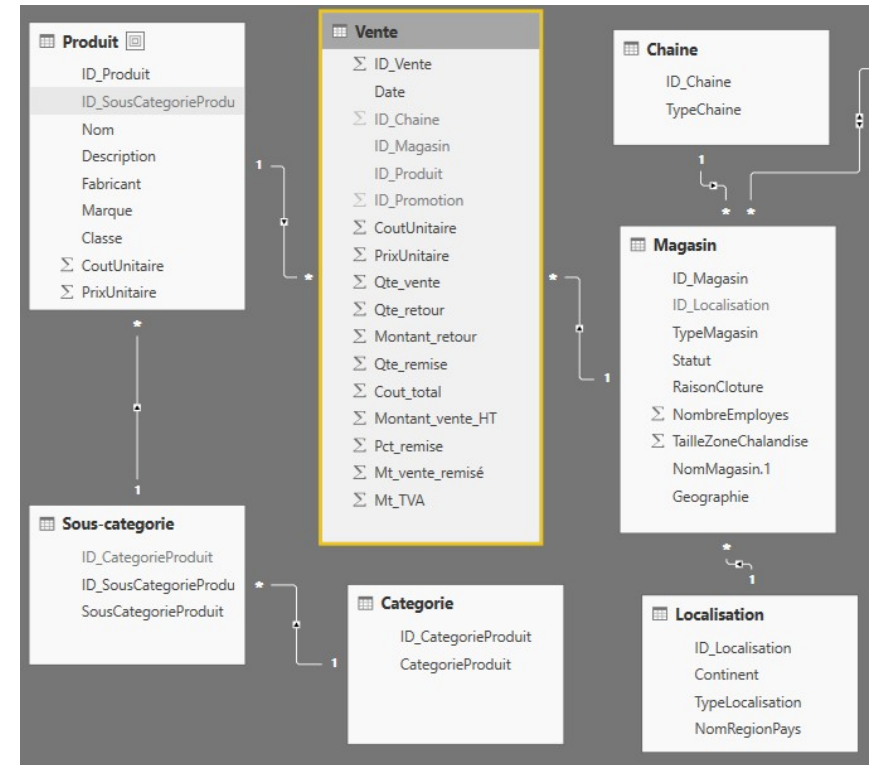 Produit
ID_Produit
ID_SousCategorieProdu
Nom
Description
Fabricant
Marque
Classe
∑ CoutUnitaire
∑ PrixUnitaire
Vente
∑ ID_Vente
Date
∑ ID_Chaine
ID_Magasin
ID_Produit
∑ ID_Promotion
∑ CoutUnitaire
∑ PrixUnitaire
∑ Qte_vente
∑ Qte_retour
∑ Montant_retour
∑ Qte_remise
∑ Cout_total
∑ Montant_vente_HT
∑ Pct_remise
∑ Mt_vente_remisé
∑ Mt_TVA
Chaine
ID_Chaine
TypeChaine
1
*
1
* *
Magasin
ID_Magasin
ID_Localisation
TypeMagasin
Statut
RaisonCloture
∑ NombreEmployes
∑ TailleZoneChalandise
NomMagasin.1
Geographie
*
1
*
1
Sous-categorie
ID_CategorieProduit
ID_SousCategorieProdu
SousCategorieProduit
*
1
Categorie
ID_CategorieProduit
CategorieProduit
*
1
Localisation
ID_Localisation
Continent
TypeLocalisation
NomRegionPays